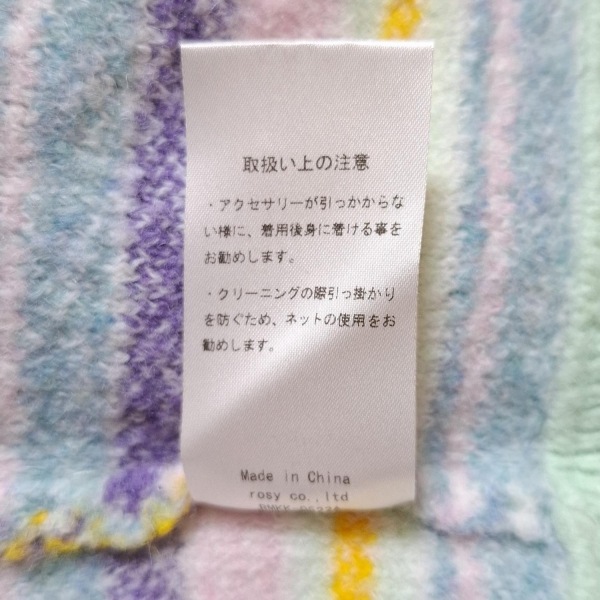 取扱い上の注意
・アクセサリーが引っかからな
い様に、着用後身に着ける事を
お勧めします。
・クリーニングの際引っ掛かり
を防ぐため、ネットの使用をお
勧めします。
Made in China
rosy co.,ltd